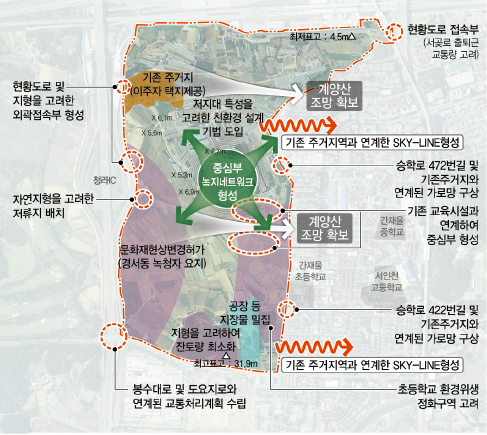 현황도로 접속부
(서곶로 출퇴근
교통량 고려)
최저표고 : 4.5m△
기존 주거지
(이주자 택지제공)
계양산
조망 확보
현황도로 및
지형을 고려한
외곽접속부 형성
저지대 특성을
고려한 친환경 설계
기법 도입
X 6.1m
X 5.6m
기존 주거지역과 연계한 SKY-LINE형성
중심부
녹지네트워크
형성
X 5.3m
X 6.9m
청라IC
승학로 472번길 및
기존주거지와
연계된 가로망 구상
자연지형을 고려한
저류지 배치
기존 교육시설과
연계하여
중심부 형성
계양산
조망 확보
간재울
중학교
문화재현상변경허가
(경서동 녹청자 요지)
간재울
초등학교
서인천
고등학교
공장 등
지장물 밀집
승학로 422번길 및
기존주거지와
연계된 가로망 구상
지형을 고려하여
잔토량 최소화
최고표고 : 31.9m
기존 주거지역과 연계한 SKY-LINE형성
봉수대로 및 도요지로와
연계된 교통처리계획 수립
초등학교 환경위생
정화구역 고려